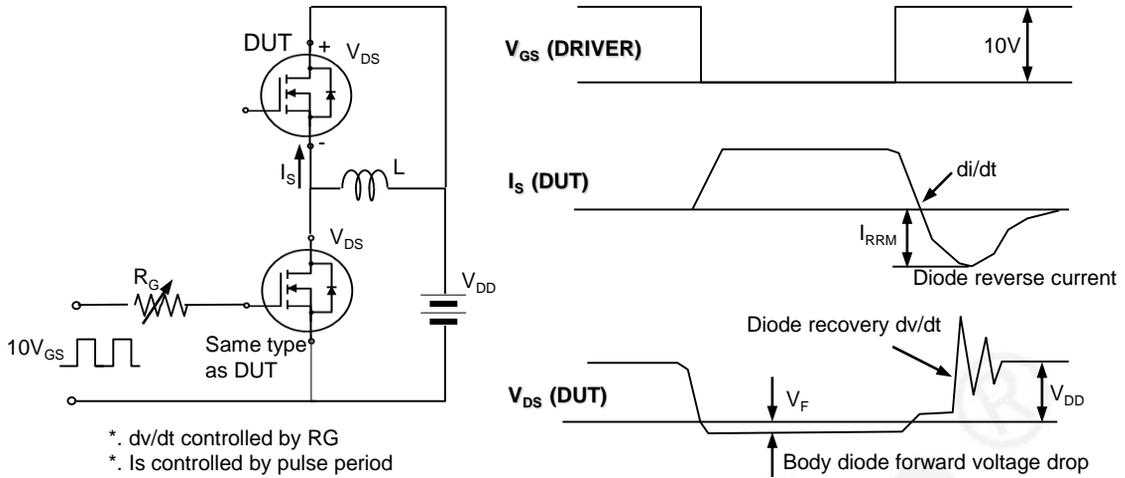 DUT
+
V_DS
-
I_S
L
V_DS
R_G
V_DD
10V_GS
Same type
as DUT
*. dv/dt controlled by RG
*. Is controlled by pulse period
V_GS (DRIVER)
10V
I_S (DUT)
di/dt
I_RRM
Diode reverse current
Diode recovery dv/dt
V_DS (DUT)
V_F
V_DD
Body diode forward voltage drop
R